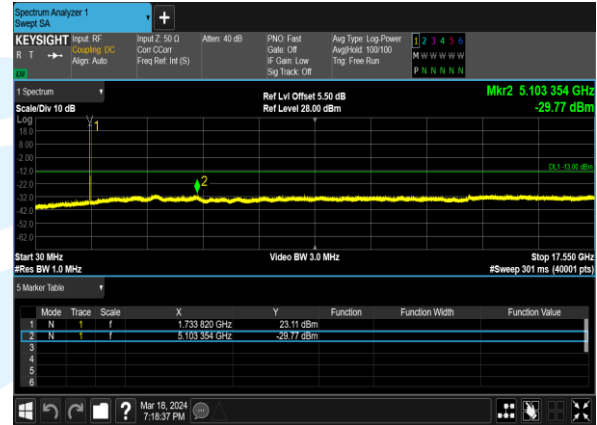 Spectrum Analyzer 1
Swept SA
KEYSIGHT Input: RF Input Z: 50 Ω Atten: 40 dB PNO: Fast Avg Type: Log-Power 1 2 3 4 5 6
R T Coupling: DC Corr CCorr Gate: Off Avg|Hold: 100/100 M W W W W W
Align: Auto Freq Ref: Int (S) IF Gain: Low Trig: Free Run
Sig Track: Off P N N N N N
LXI
1 Spectrum Ref Lvl Offset 5.50 dB Mkr2 5.103 354 GHz
Scale/Div 10 dB Ref Level 28.00 dBm -29.77 dBm
Log
1
18.0
8.00
-2.00
-12.0 DL1 -13.00 dBm
2
-22.0
-32.0
-42.0
-52.0
-62.0
Start 30 MHz Video BW 3.0 MHz Stop 17.550 GHz
#Res BW 1.0 MHz #Sweep 301 ms (40001 pts)
5 Marker Table
Mode Trace Scale X Y Function Function Width Function Value
1 N 1 f 1.733 820 GHz 23.11 dBm
2 N 1 f 5.103 354 GHz -29.77 dBm
3
4
5
6
? Mar 18, 2024
7:18:37 PM